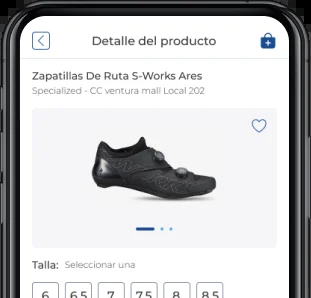 Detalle del producto
Zapatillas De Ruta S-Works Ares
Specialized - CC ventura mall Local 202
Talla: Seleccionar una
6 6.5 7 7.5 8 8.5